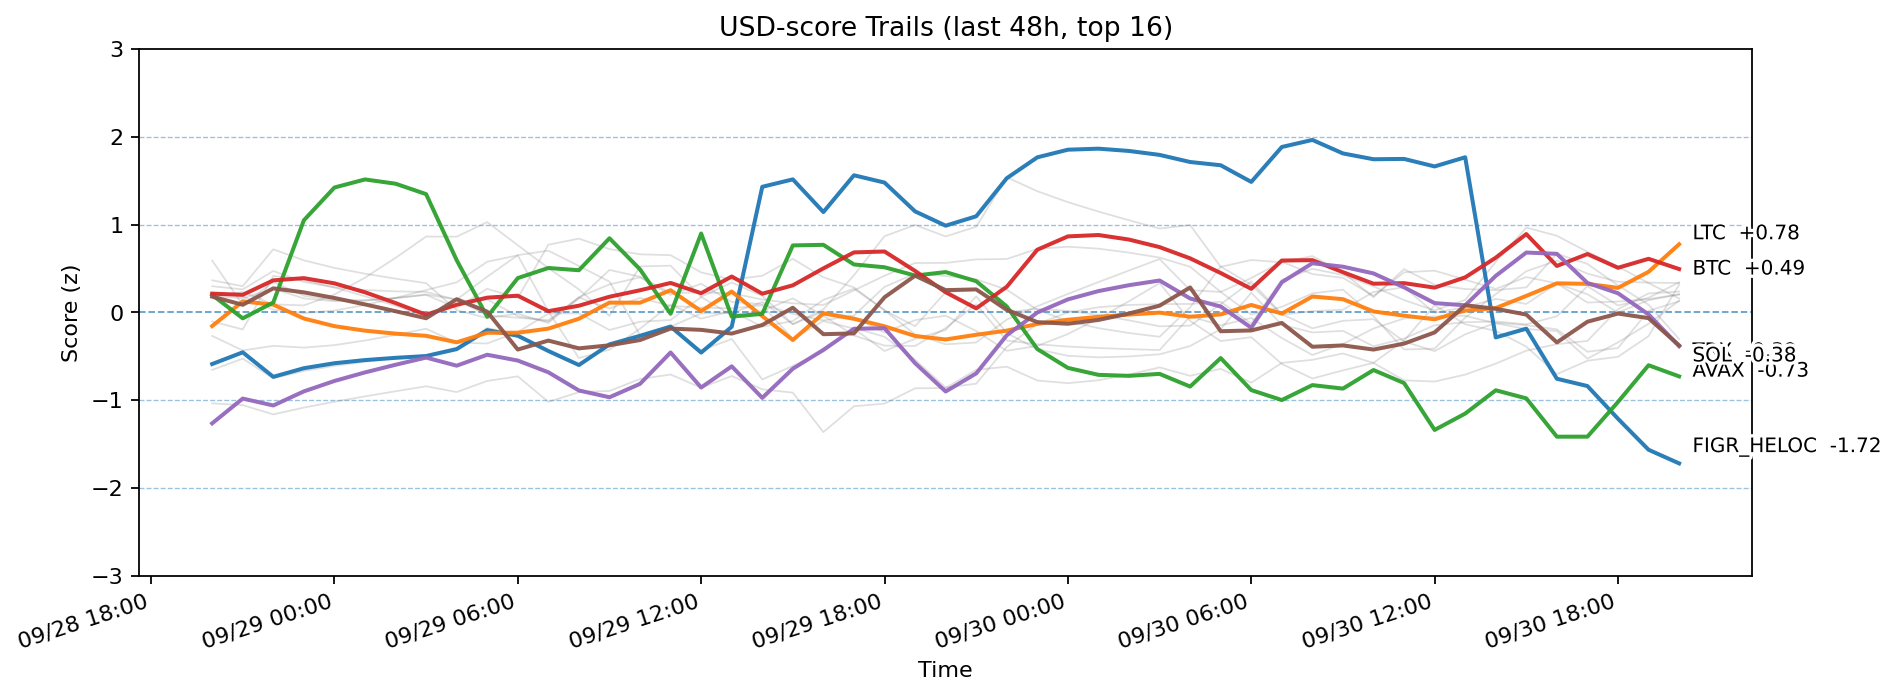 USD-score Trails (last 48h, top 16)
3
2
1
0
−1
−2
−3
Score (z)
LTC +0.78
BTC +0.49
SOL -0.38
AVAX -0.73
FIGR_HELOC -1.72
09/28 18:00
09/29 00:00
09/29 06:00
09/29 12:00
09/29 18:00
09/30 00:00
09/30 06:00
09/30 12:00
09/30 18:00
Time